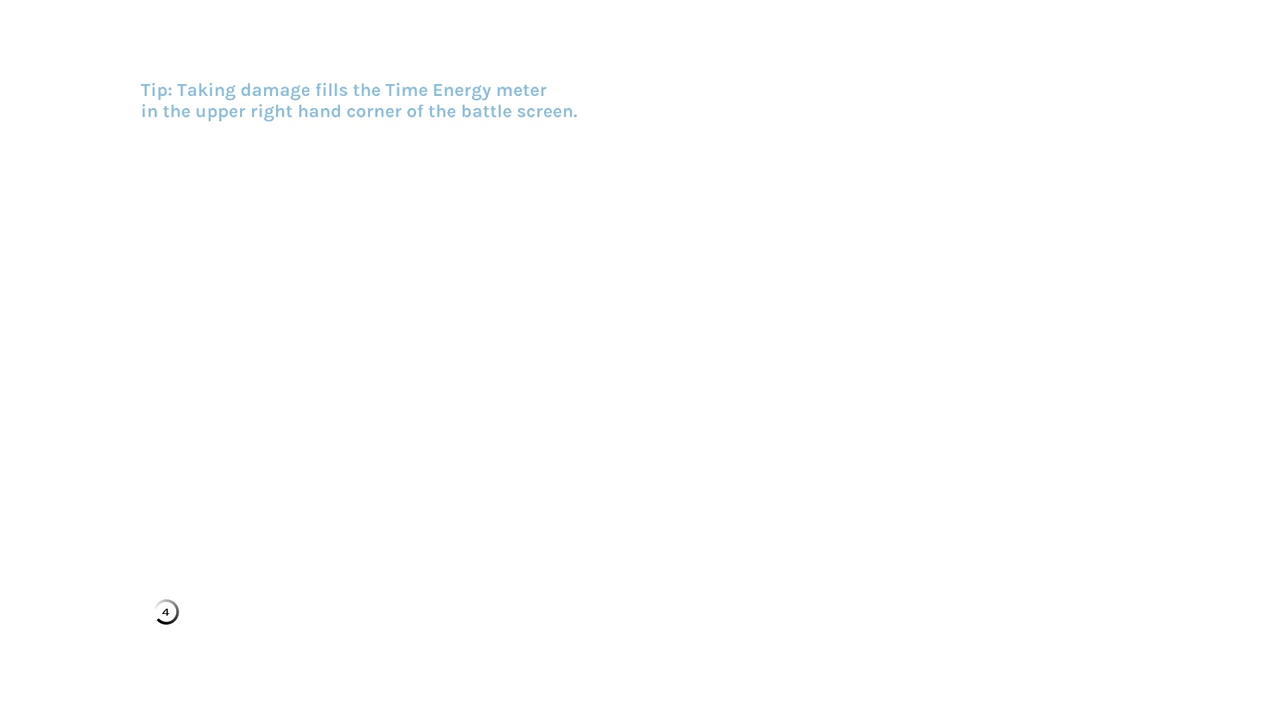 Tip: Taking damage fills the Time Energy meter
in the upper right hand corner of the battle screen.
4